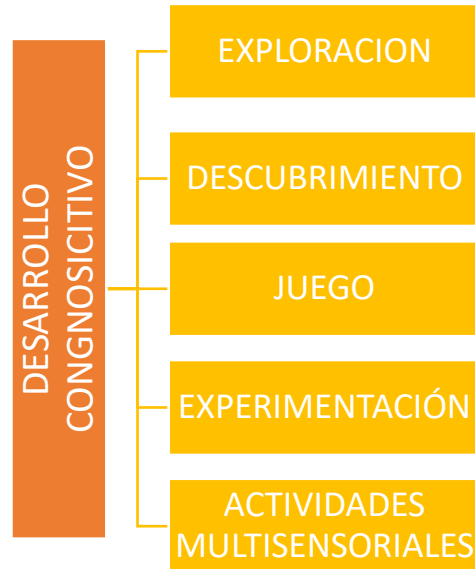 DESARROLLO
CONGNOSICITIVO
EXPLORACION
DESCUBRIMIENTO
JUEGO
EXPERIMENTACIÓN
ACTIVIDADES
MULTISENSORIALES